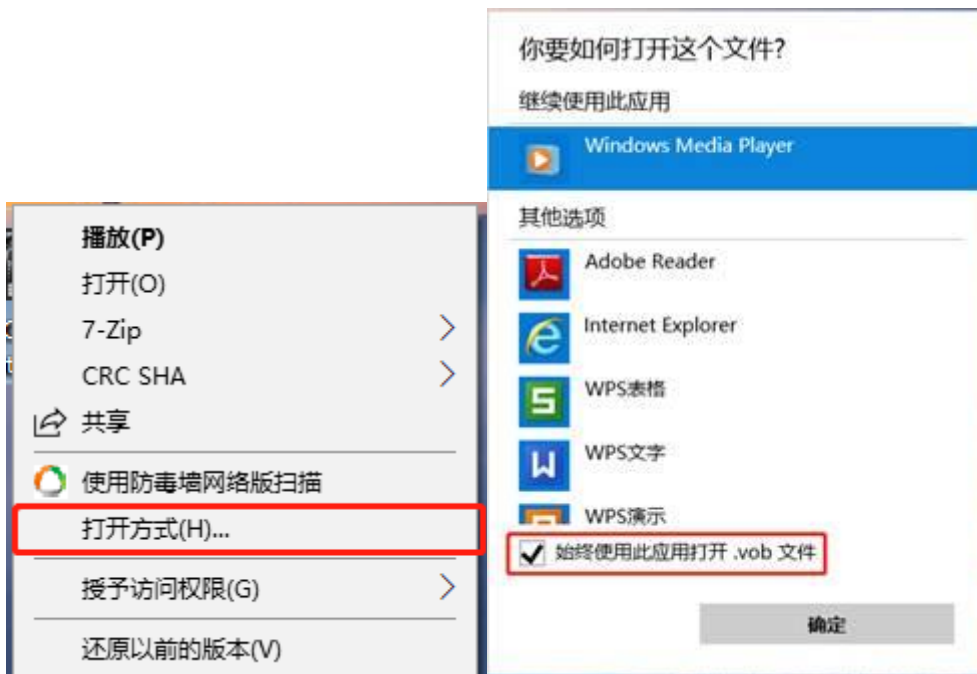 播放(P)
打开(O)
7-Zip
CRC SHA
共享
使用防毒墙网络版扫描
打开方式(H)...
授予访问权限(G)
还原以前的版本(V)
你要如何打开这个文件?
继续使用此应用
Windows Media Player
其他选项
Adobe Reader
Internet Explorer
WPS表格
WPS文字
WPS演示
始终使用此应用打开 .vob 文件
确定